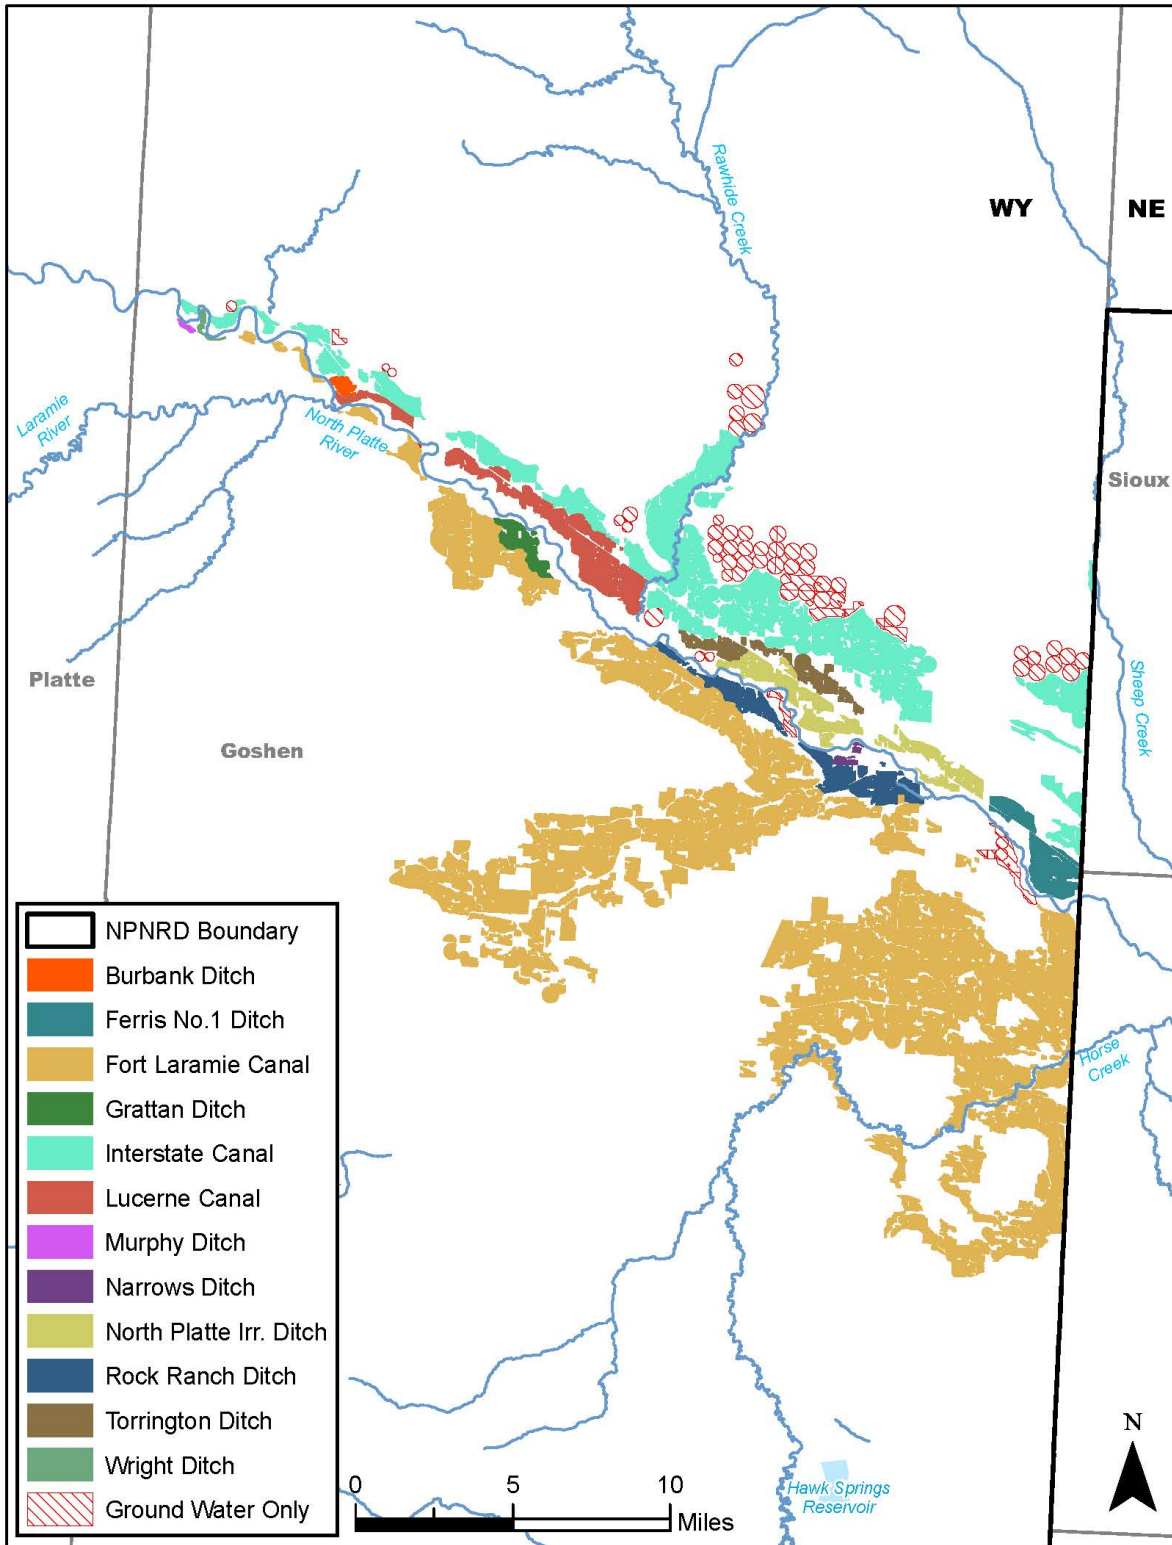 Rawhide Creek
WY
NE
Laramie
River
North Platte
River
Sioux
Platte
Sheep Creek
Goshen
NPNRD Boundary
Burbank Ditch
Ferris No.1 Ditch
Fort Laramie Canal
Grattan Ditch
Interstate Canal
Lucerne Canal
Murphy Ditch
Narrows Ditch
North Platte Irr. Ditch
Rock Ranch Ditch
Torrington Ditch
Wright Ditch
Ground Water Only
Horse
Creek
N
0 5 10
Miles
Hawk Springs
Reservoir